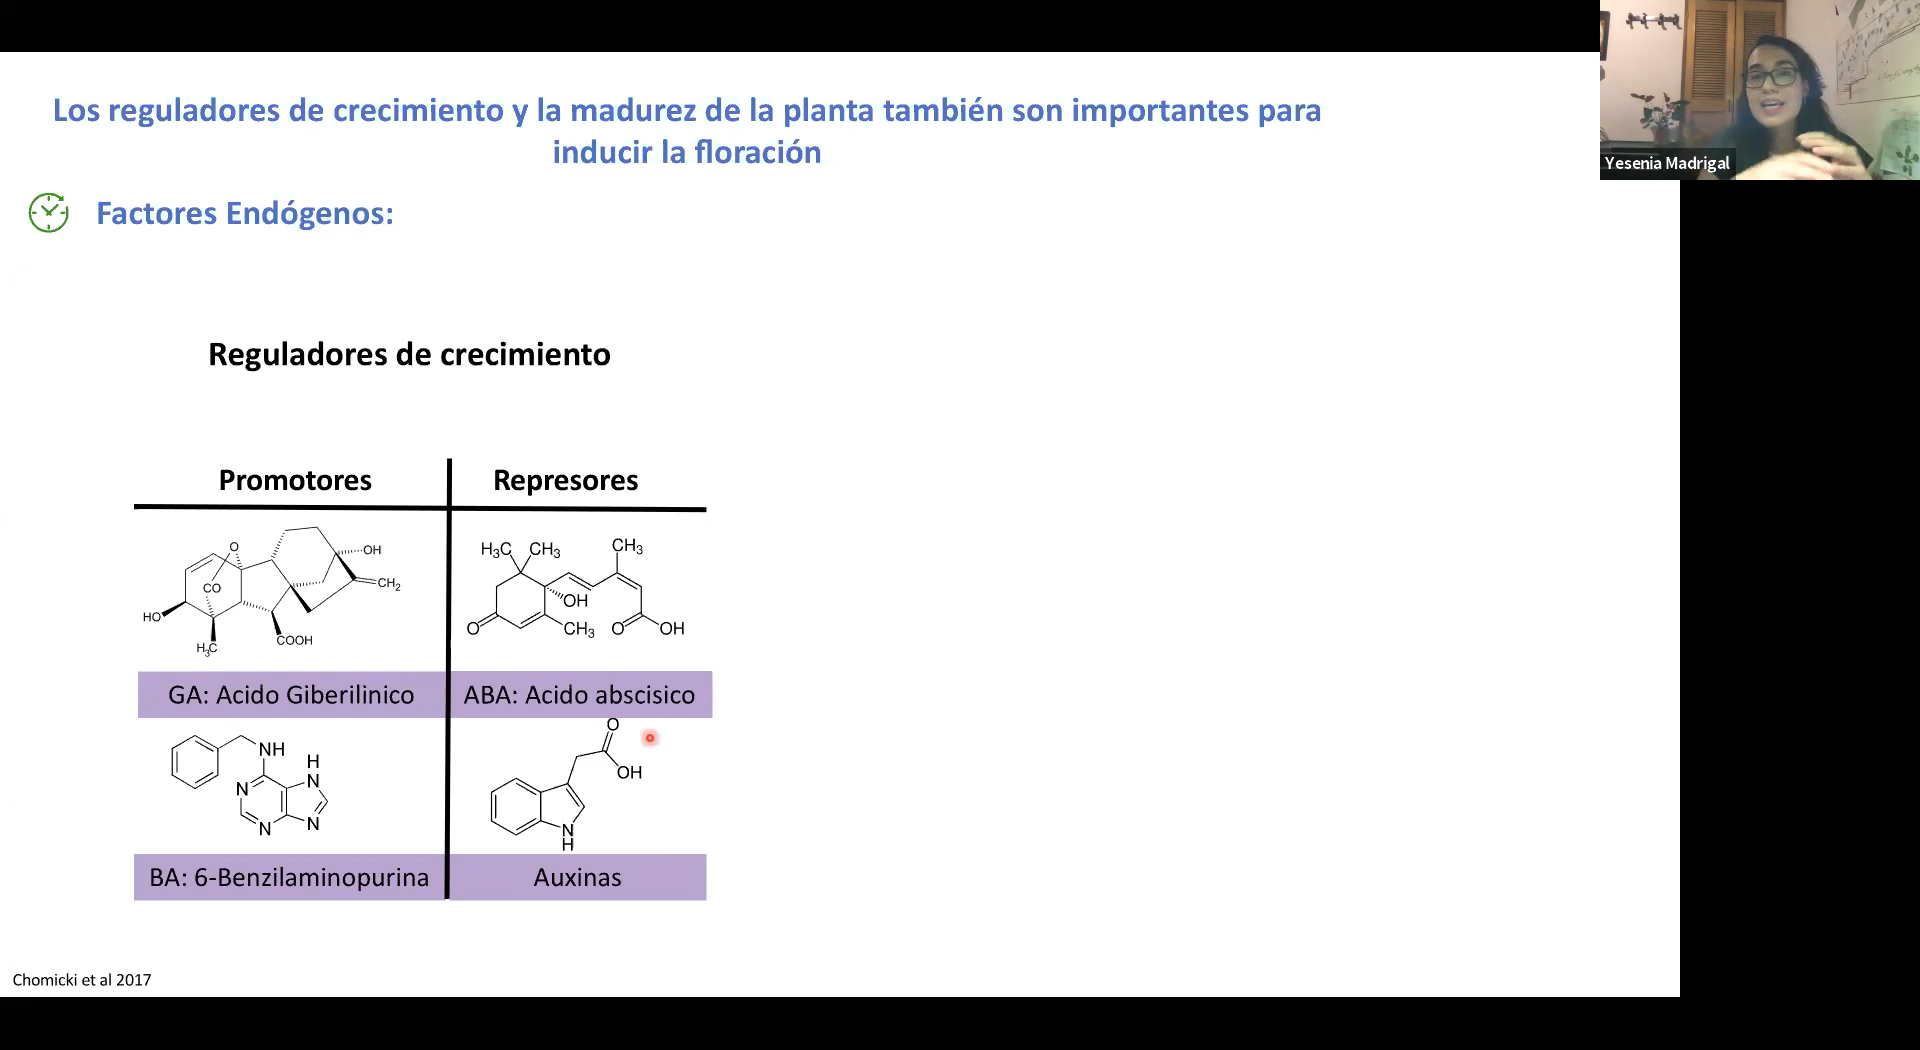 Los reguladores de crecimiento y la madurez de la planta también son importantes para
inducir la floración
Yesenia Madrigal
Factores Endógenos:
Reguladores de crecimiento
Promotores
Represores
O
OH
CO
CH2
HO
H3C
COOH
H3C
CH3
CH3
OH
O
CH3
O
OH
GA: Acido Giberilinico
ABA: Acido abscisico
NH
H
N
N
N
N
O
OH
N
H
BA: 6-Benzilaminopurina
Auxinas
Chomicki et al 2017